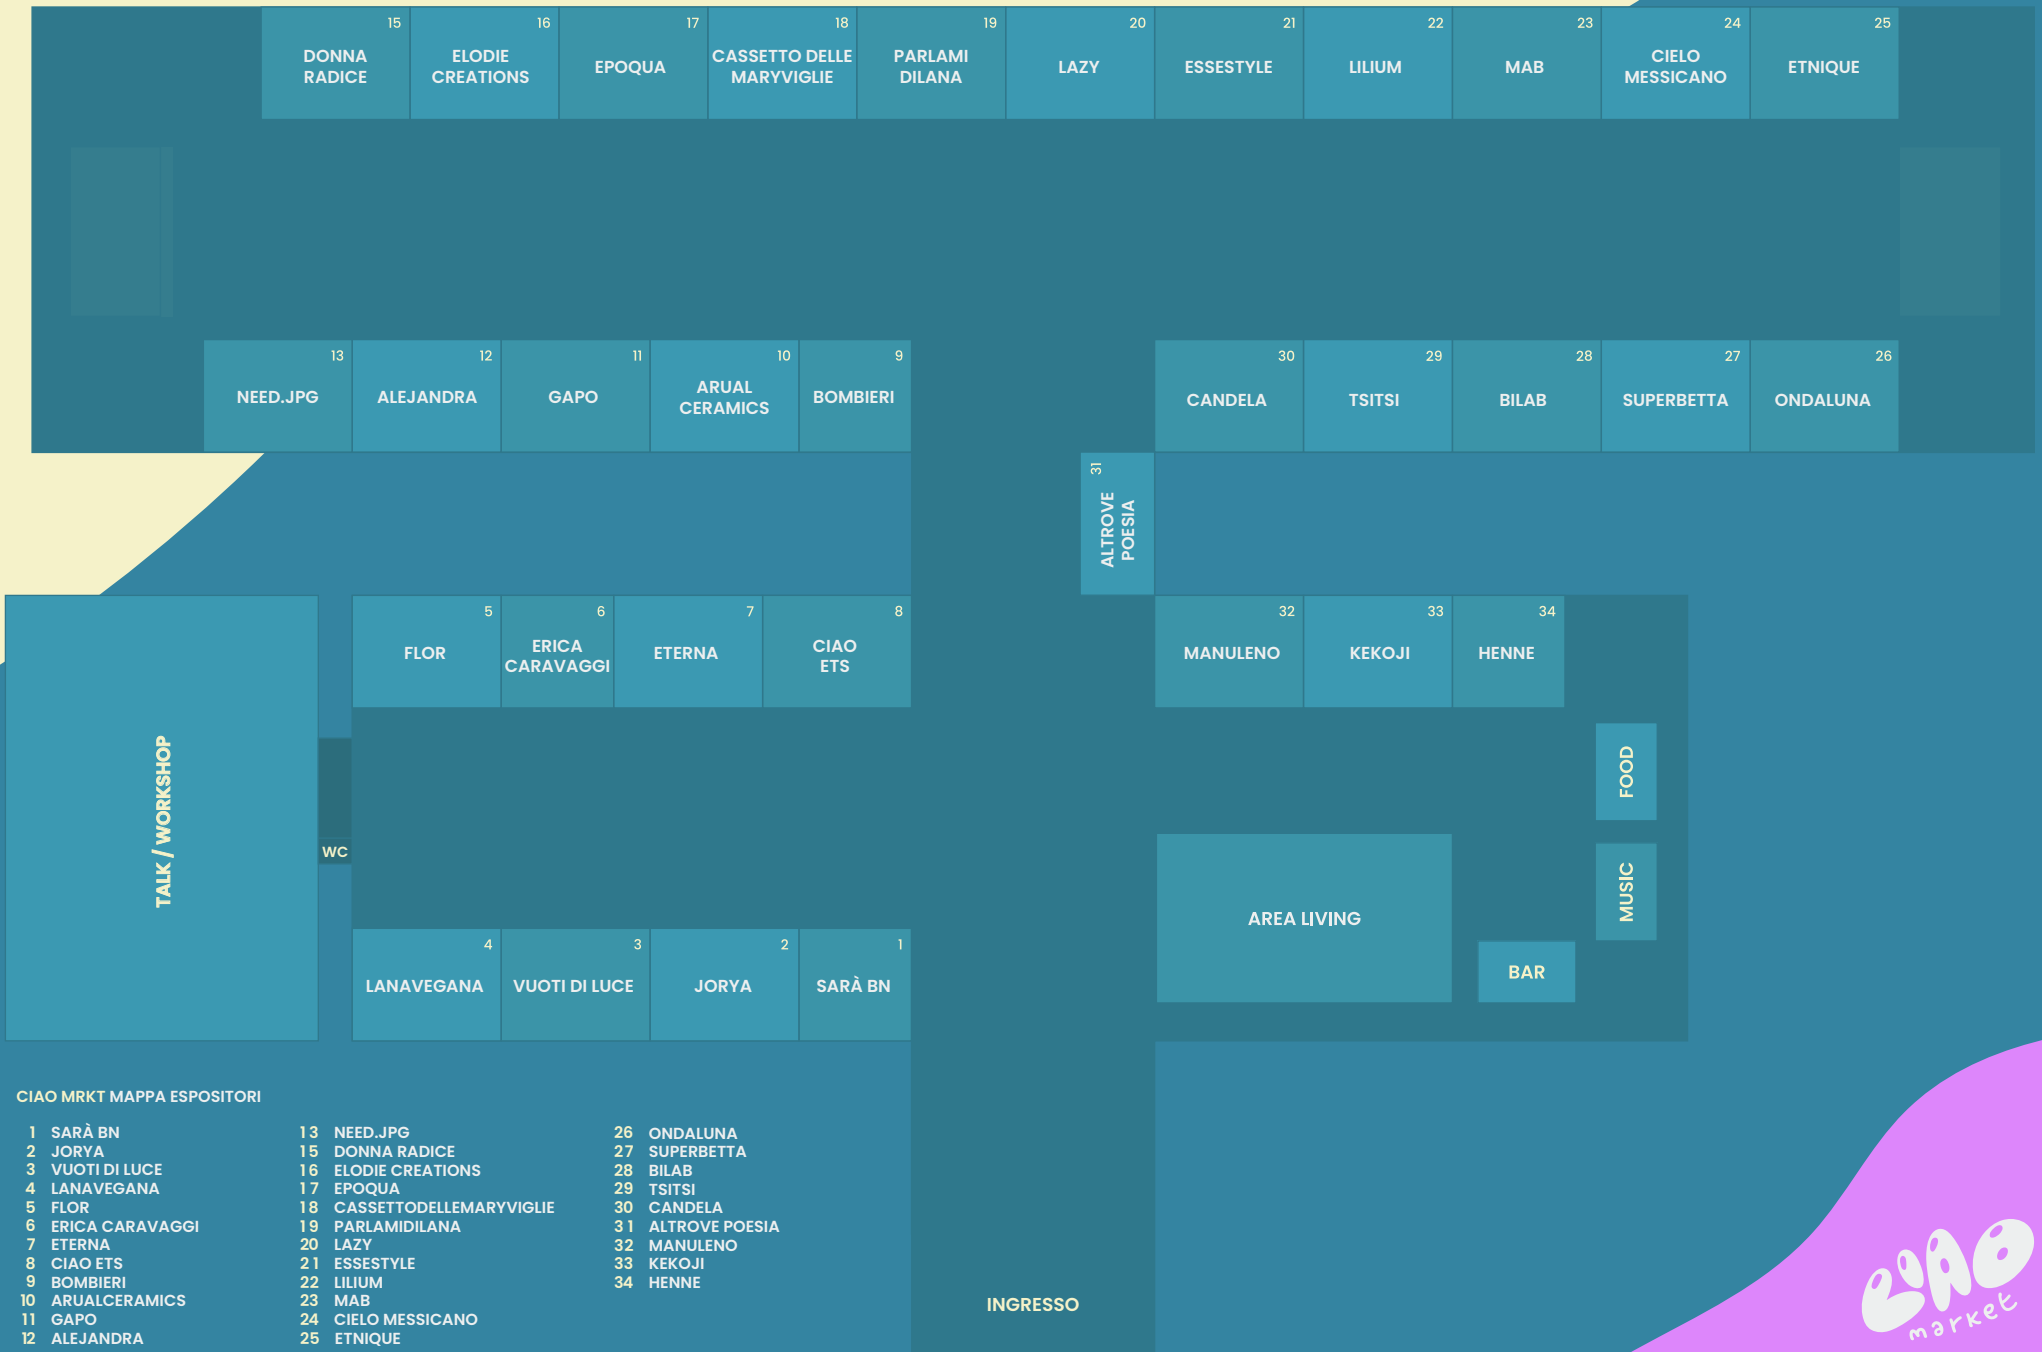 15
DONNA
RADICE
16
ELODIE
CREATIONS
17
EPOQUA
18
CASSETTO DELLE
MARYVIGLIE
19
PARLAMI
DILANA
20
LAZY
21
ESSESTYLE
22
LILIUM
23
MAB
24
CIELO
MESSICANO
25
ETNIQUE
13
NEED.JPG
12
ALEJANDRA
11
GAPO
10
ARUAL
CERAMICS
9
BOMBIERI
30
CANDELA
29
TSITSI
28
BILAB
27
SUPERBETTA
26
ONDALUNA
31
ALTROVE
POESIA
5
FLOR
6
ERICA
CARAVAGGI
7
ETERNA
8
CIAO
ETS
32
MANULENO
33
KEKOJI
34
HENNE
TALK / WORKSHOP
WC
FOOD
MUSIC
AREA LIVING
BAR
4
LANAVEGANA
3
VUOTI DI LUCE
2
JORYA
1
SARÀ BN
CIAO MRKT MAPPA ESPOSITORI
1 SARÀ BN
2 JORYA
3 VUOTI DI LUCE
4 LANAVEGANA
5 FLOR
6 ERICA CARAVAGGI
7 ETERNA
8 CIAO ETS
9 BOMBIERI
10 ARUALCERAMICS
11 GAPO
12 ALEJANDRA
13 NEED.JPG
15 DONNA RADICE
16 ELODIE CREATIONS
17 EPOQUA
18 CASSETTODELLEMARYVIGLIE
19 PARLAMIDILANA
20 LAZY
21 ESSESTYLE
22 LILIUM
23 MAB
24 CIELO MESSICANO
25 ETNIQUE
26 ONDALUNA
27 SUPERBETTA
28 BILAB
29 TSITSI
30 CANDELA
31 ALTROVE POESIA
32 MANULENO
33 KEKOJI
34 HENNE
INGRESSO
CIAO
market